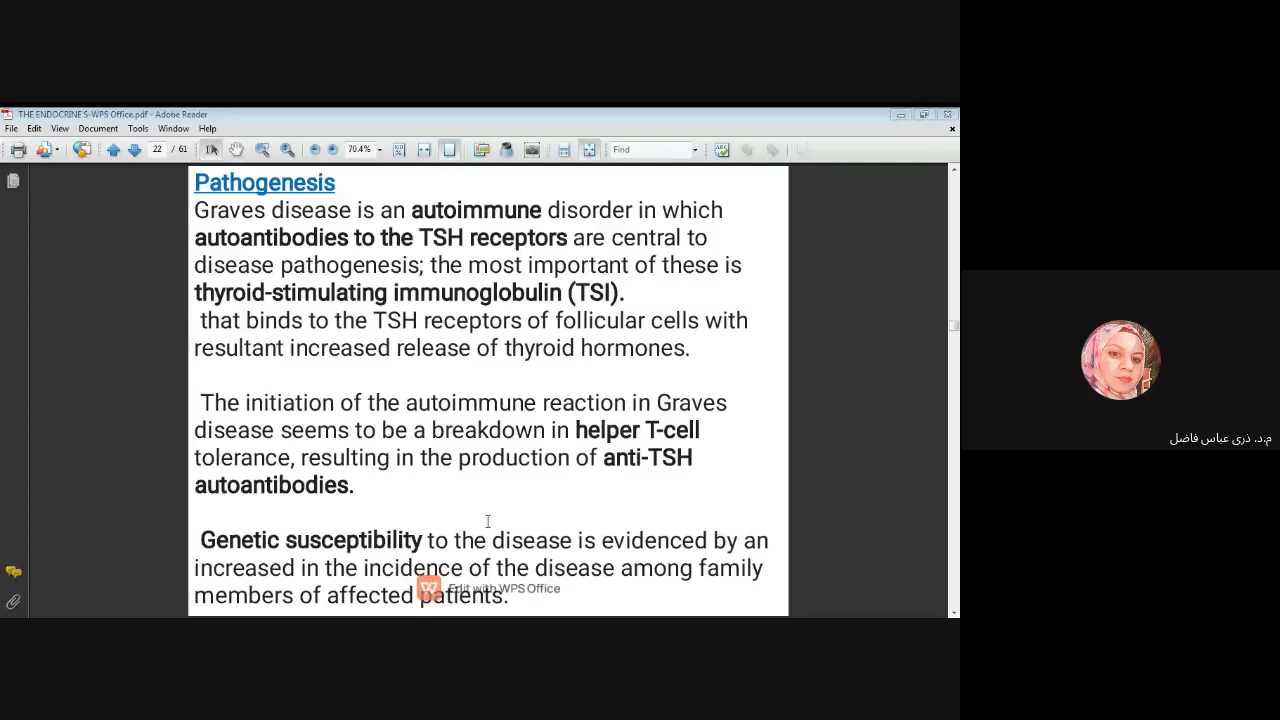 THE ENDOCRINE S-WPS Office.pdf - Adobe Reader
File Edit View Document Tools Window Help
22 / 61 70.4% Find
Pathogenesis
Graves disease is an autoimmune disorder in which
autoantibodies to the TSH receptors are central to
disease pathogenesis; the most important of these is
thyroid-stimulating immunoglobulin (TSI).
that binds to the TSH receptors of follicular cells with
resultant increased release of thyroid hormones.
The initiation of the autoimmune reaction in Graves
disease seems to be a breakdown in helper T-cell
tolerance, resulting in the production of anti-TSH
autoantibodies.
Genetic susceptibility to the disease is evidenced by an
increased in the incidence of the disease among family
members of affected patients.
Edit with WPS Office
م.د. ذرى عباس فاضل